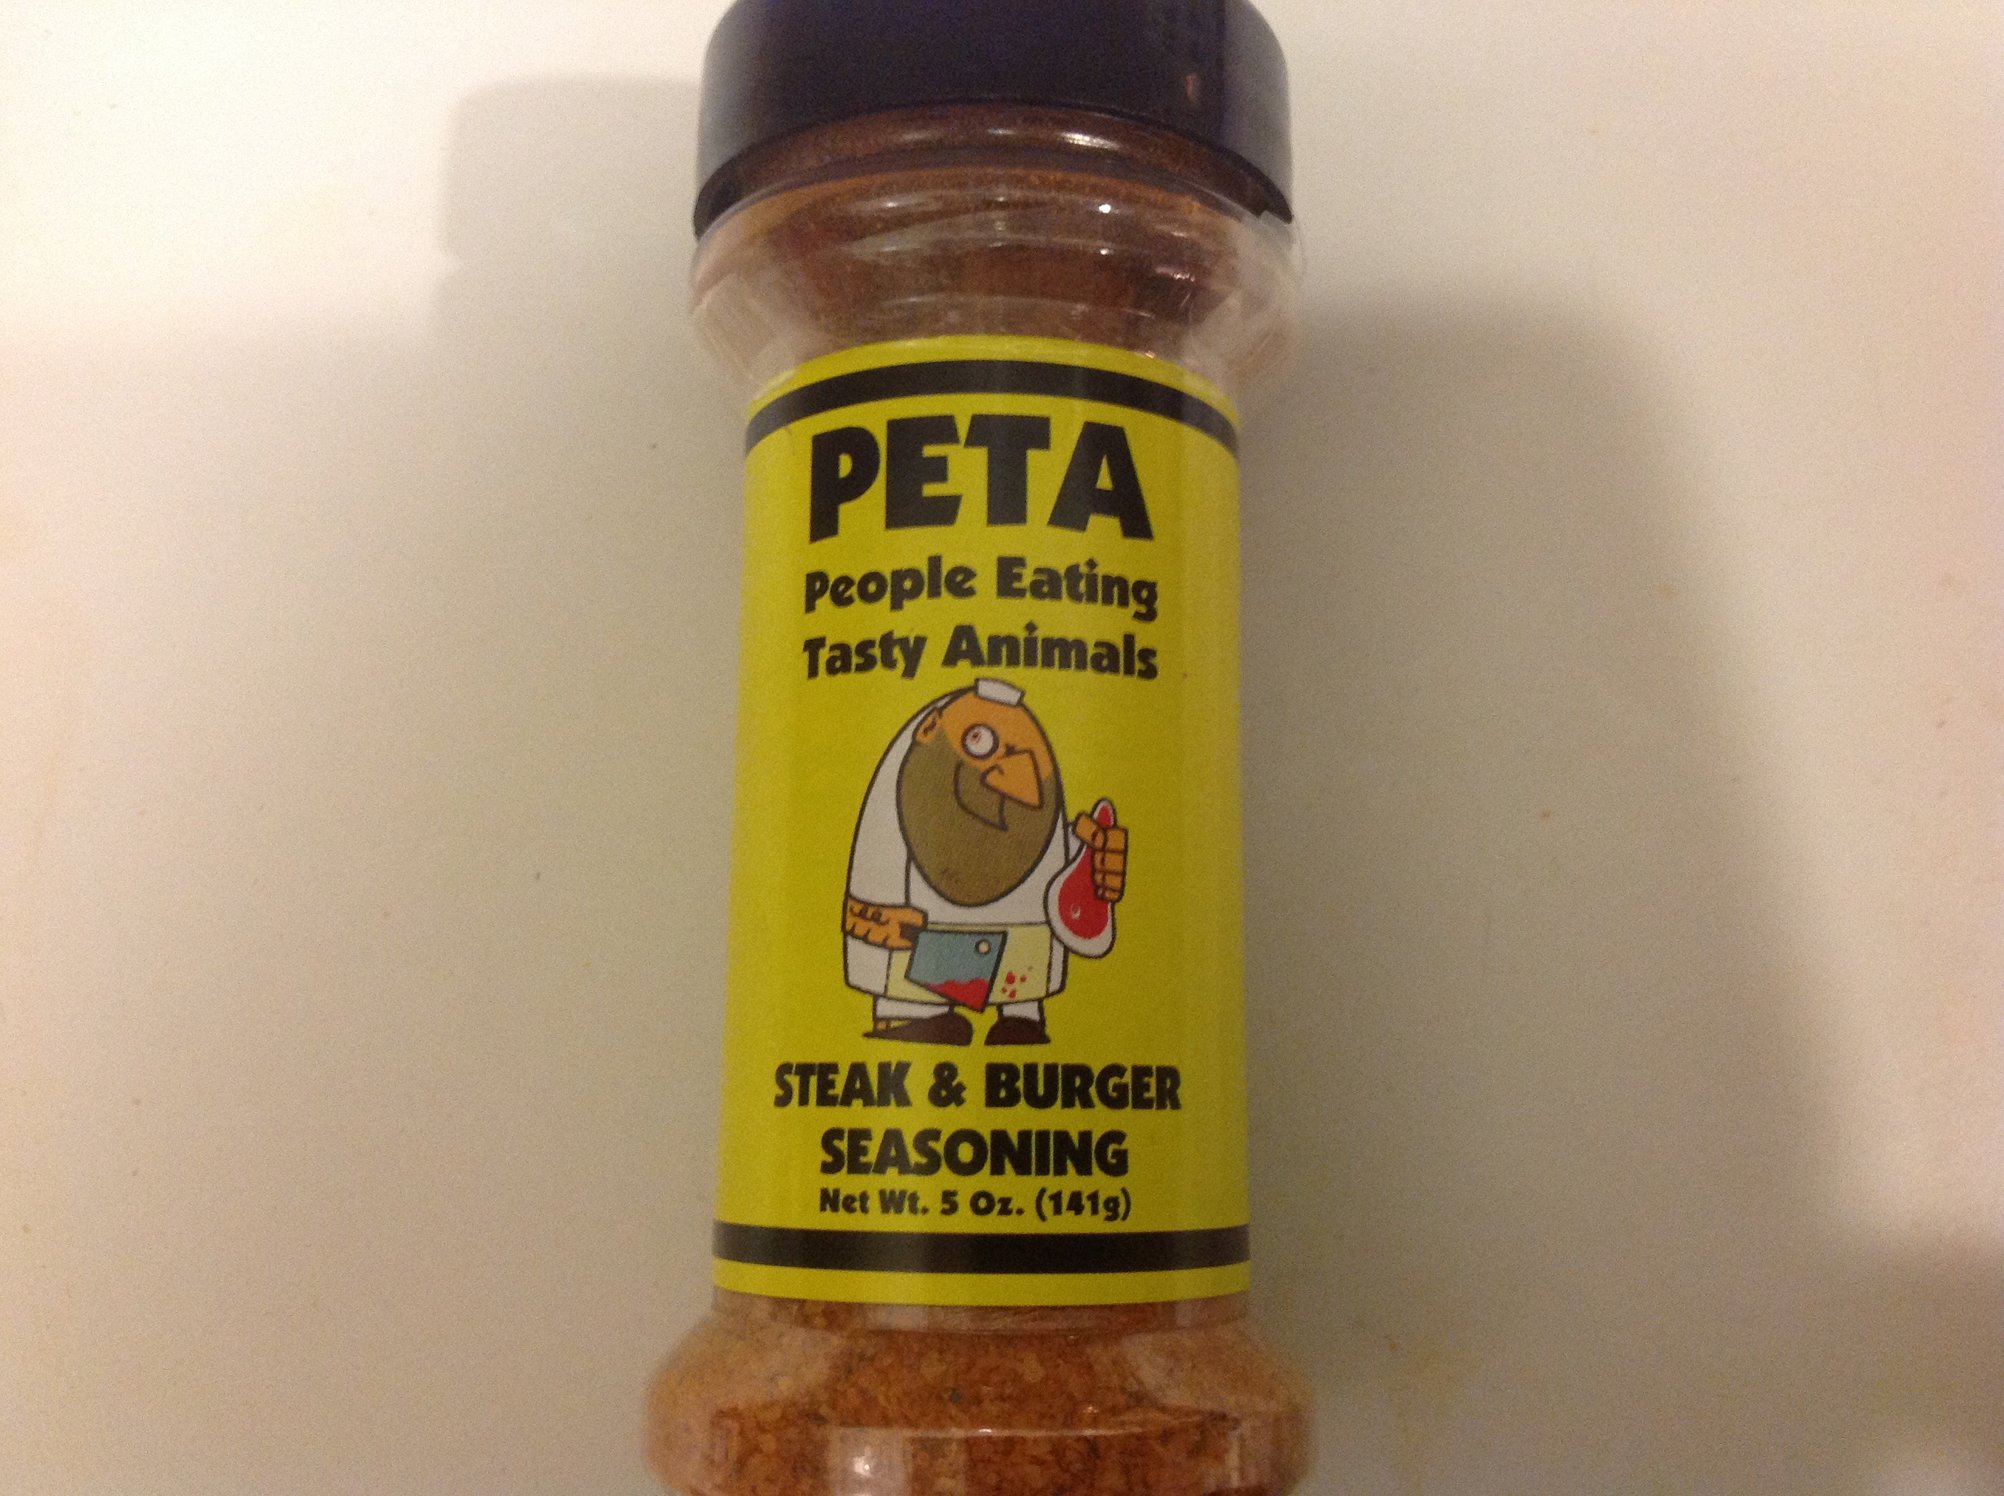 PETA
People Eating
Tasty Animals
STEAK & BURGER
SEASONING
Net Wt. 5 Oz. (141g)